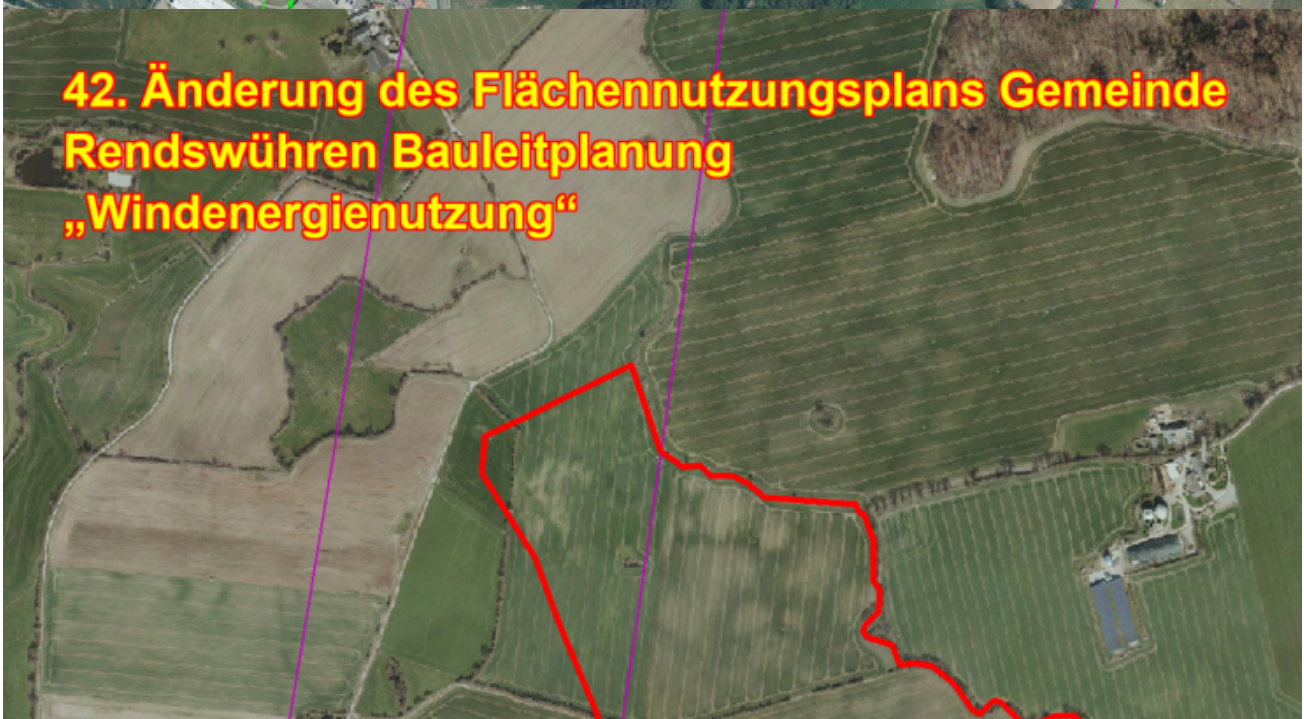 42. Änderung des Flächennutzungsplans Gemeinde
Rendswühren Bauleitplanung
„Windenergienutzung“